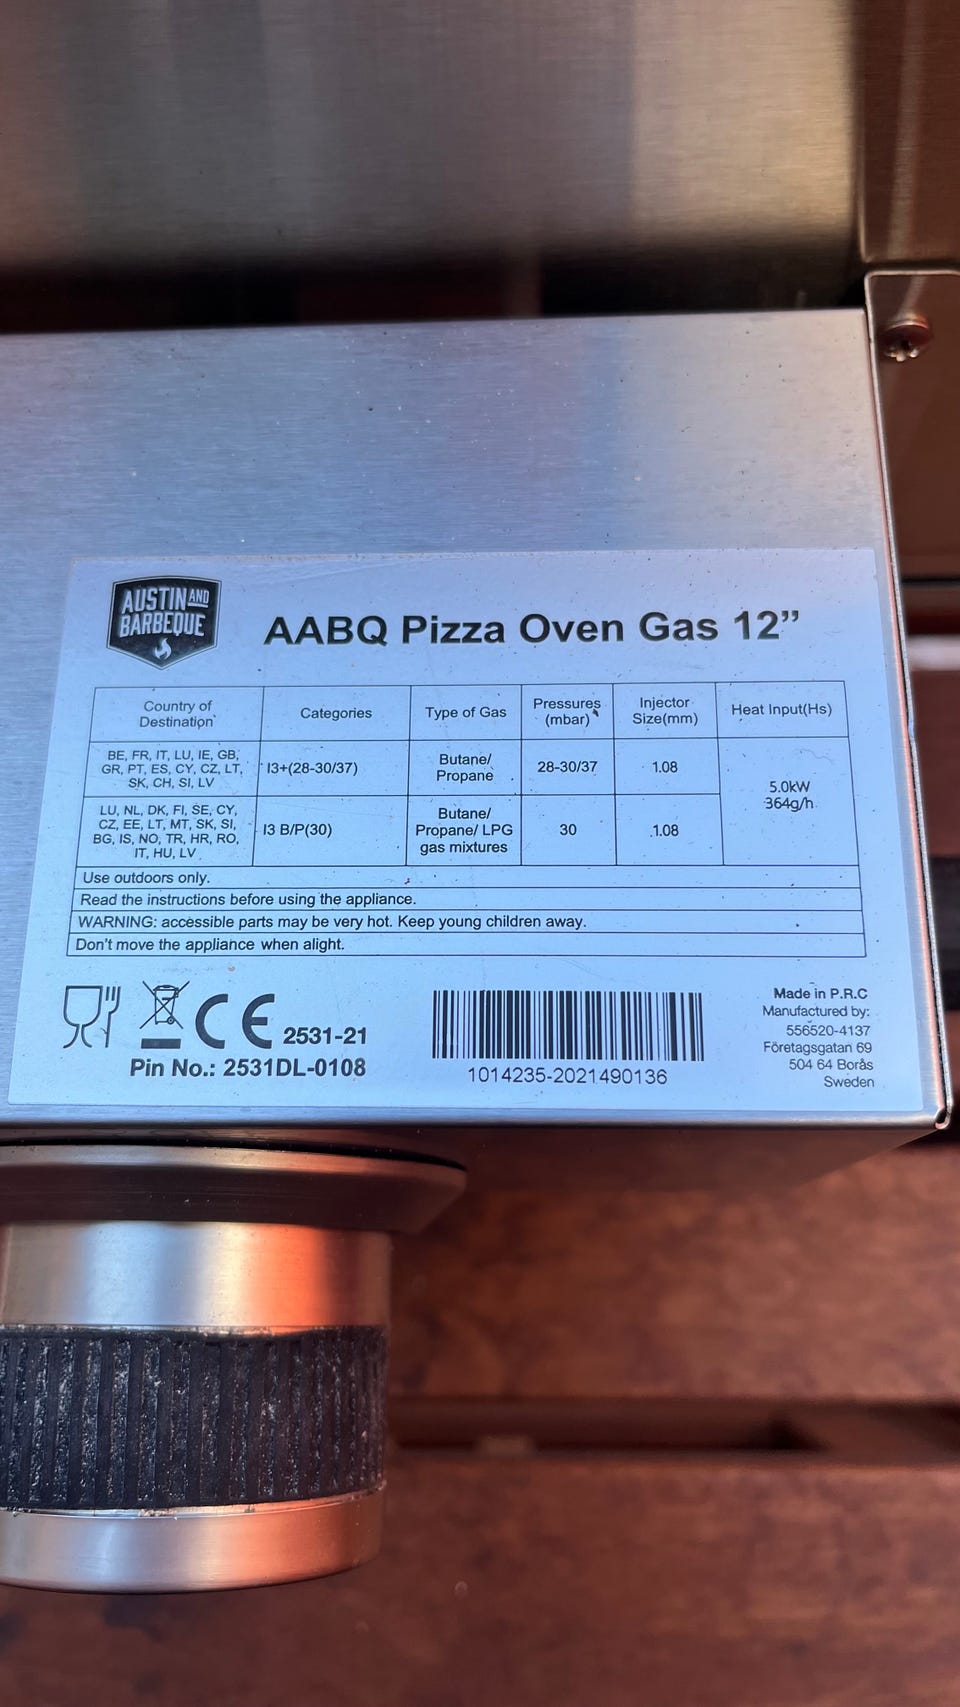 AUSTIN AND
BARBEQUE
AABQ Pizza Oven Gas 12”
Country of
Destination
Categories
Type of Gas
Pressures
(mbar)
Injector
Size(mm)
Heat Input(Hs)
BE, FR, IT, LU, IE, GB,
GR, PT, ES, CY, CZ, LT,
SK, CH, SI, LV
I3+(28-30/37)
Butane/
Propane
28-30/37
1.08
5.0kW
364g/h
LU, NL, DK, FI, SE, CY,
CZ, EE, LT, MT, SK, SI,
BG, IS, NO, TR, HR, RO,
IT, HU, LV
I3 B/P(30)
Butane/
Propane/ LPG
gas mixtures
30
1.08
Use outdoors only.
Read the instructions before using the appliance.
WARNING: accessible parts may be very hot. Keep young children away.
Don't move the appliance when alight.
CE 2531-21
Pin No.: 2531DL-0108
1014235-2021490136
Made in P.R.C
Manufactured by:
556520-4137
Företagsgatan 69
504 64 Borås
Sweden